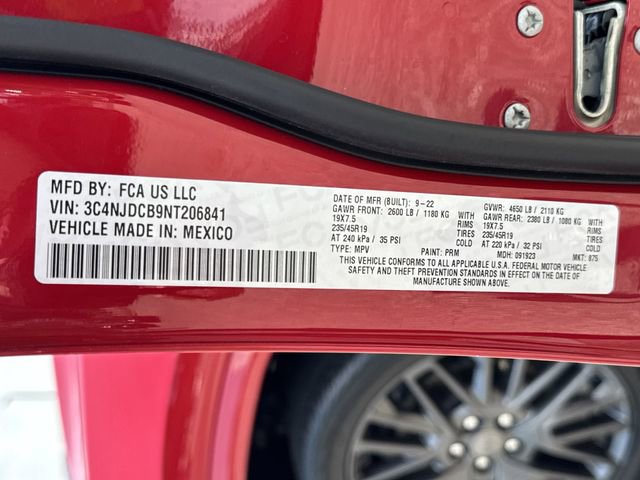 MFD BY: FCA US LLC
VIN: 3C4NJDCB9NT206841
VEHICLE MADE IN: MEXICO
DATE OF MFR (BUILT): 9-22 GVWR: 4650 LB / 2110 KG
GAWR FRONT: 2600 LB / 1180 KG GAWR REAR: 2380 LB / 1080 KG
19X7.5 RIMS 19X7.5 RIMS
235/45R19 TIRES 235/45R19 TIRES
AT 240 kPa / 35 PSI COLD AT 220 kPa / 32 PSI COLD
TYPE: MPV PAINT: PRM MDH: 091923 MKT: 875
THIS VEHICLE CONFORMS TO ALL APPLICABLE U.S.A. FEDERAL MOTOR VEHICLE
SAFETY AND THEFT PREVENTION STANDARDS IN EFFECT ON THE DATE OF
MANUFACTURE SHOWN ABOVE.